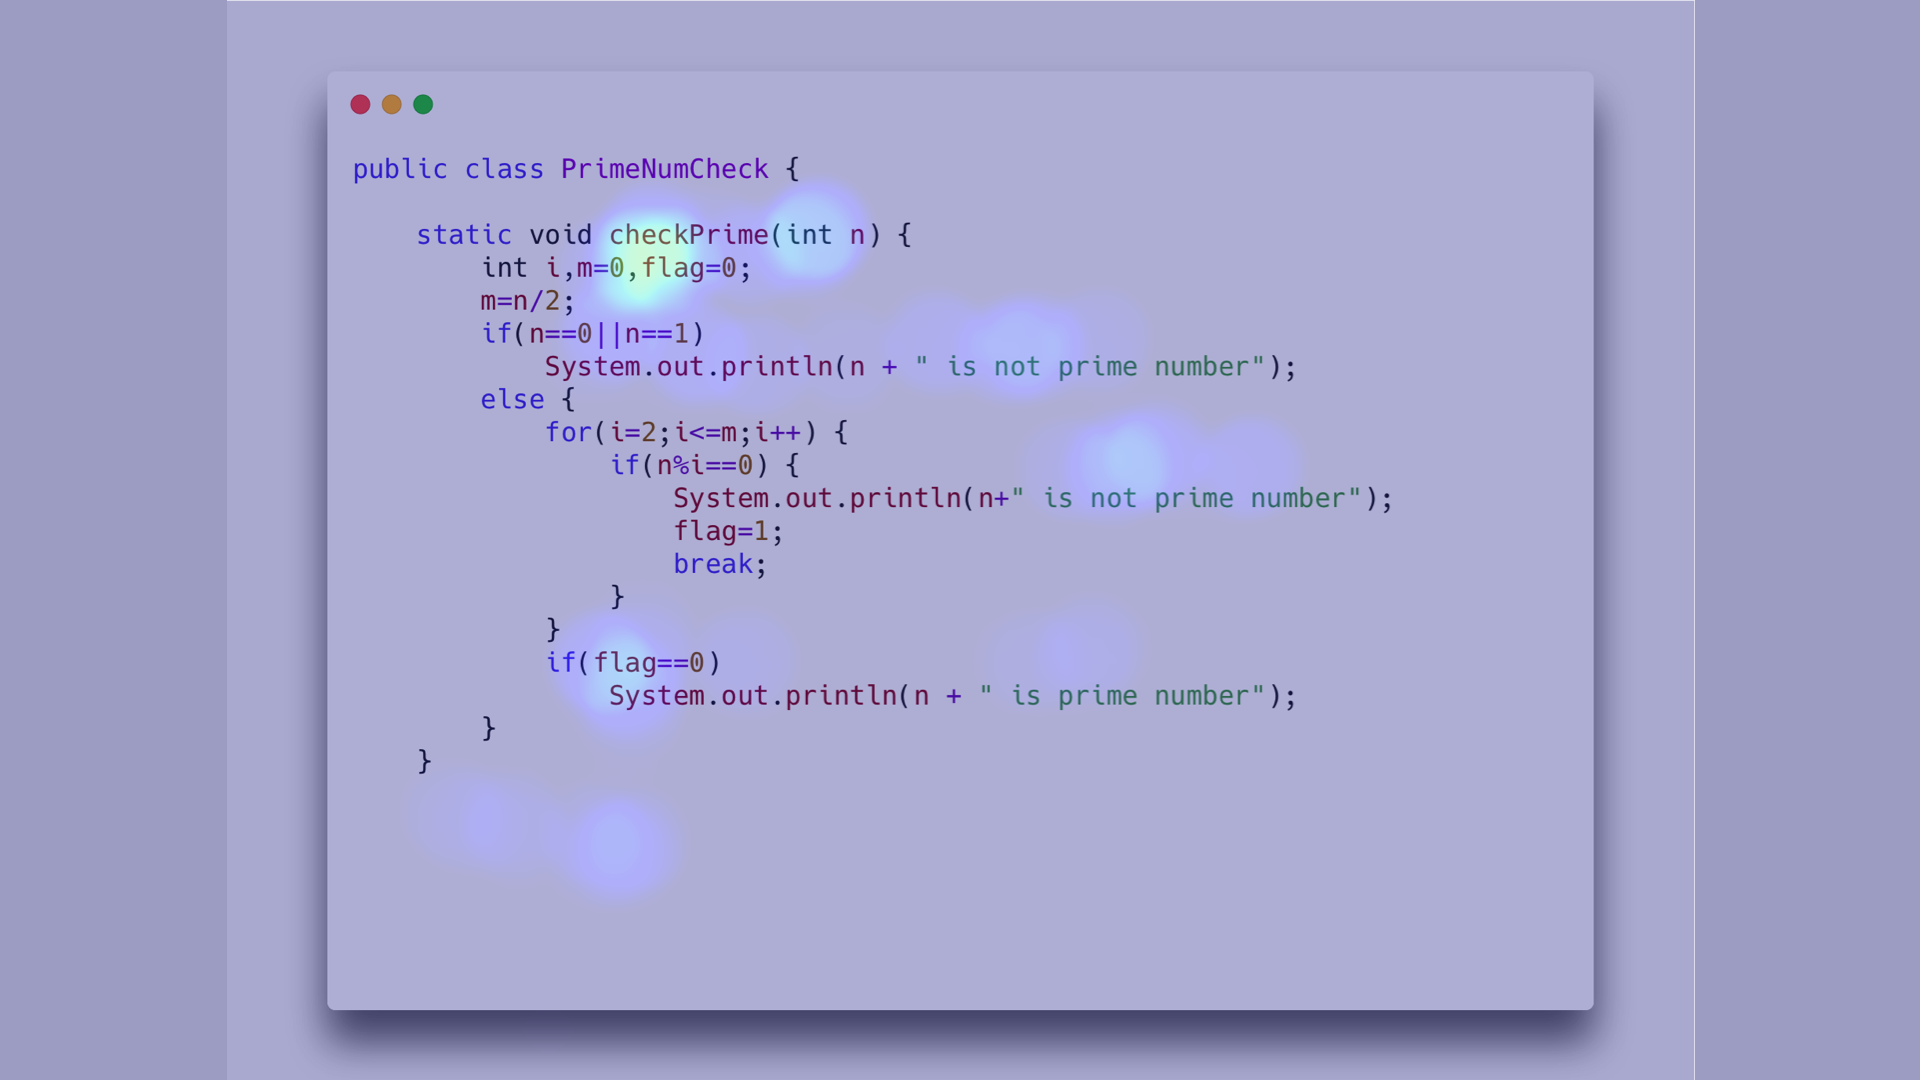 public class PrimeNumCheck {
static void checkPrime(int n) {
int i,m=0,flag=0;
m=n/2;
if(n==0||n==1)
System.out.println(n + " is not prime number");
else {
for(i=2;i<=m;i++) {
if(n%i==0) {
System.out.println(n+" is not prime number");
flag=1;
break;
}
}
if(flag==0)
System.out.println(n + " is prime number");
}
}